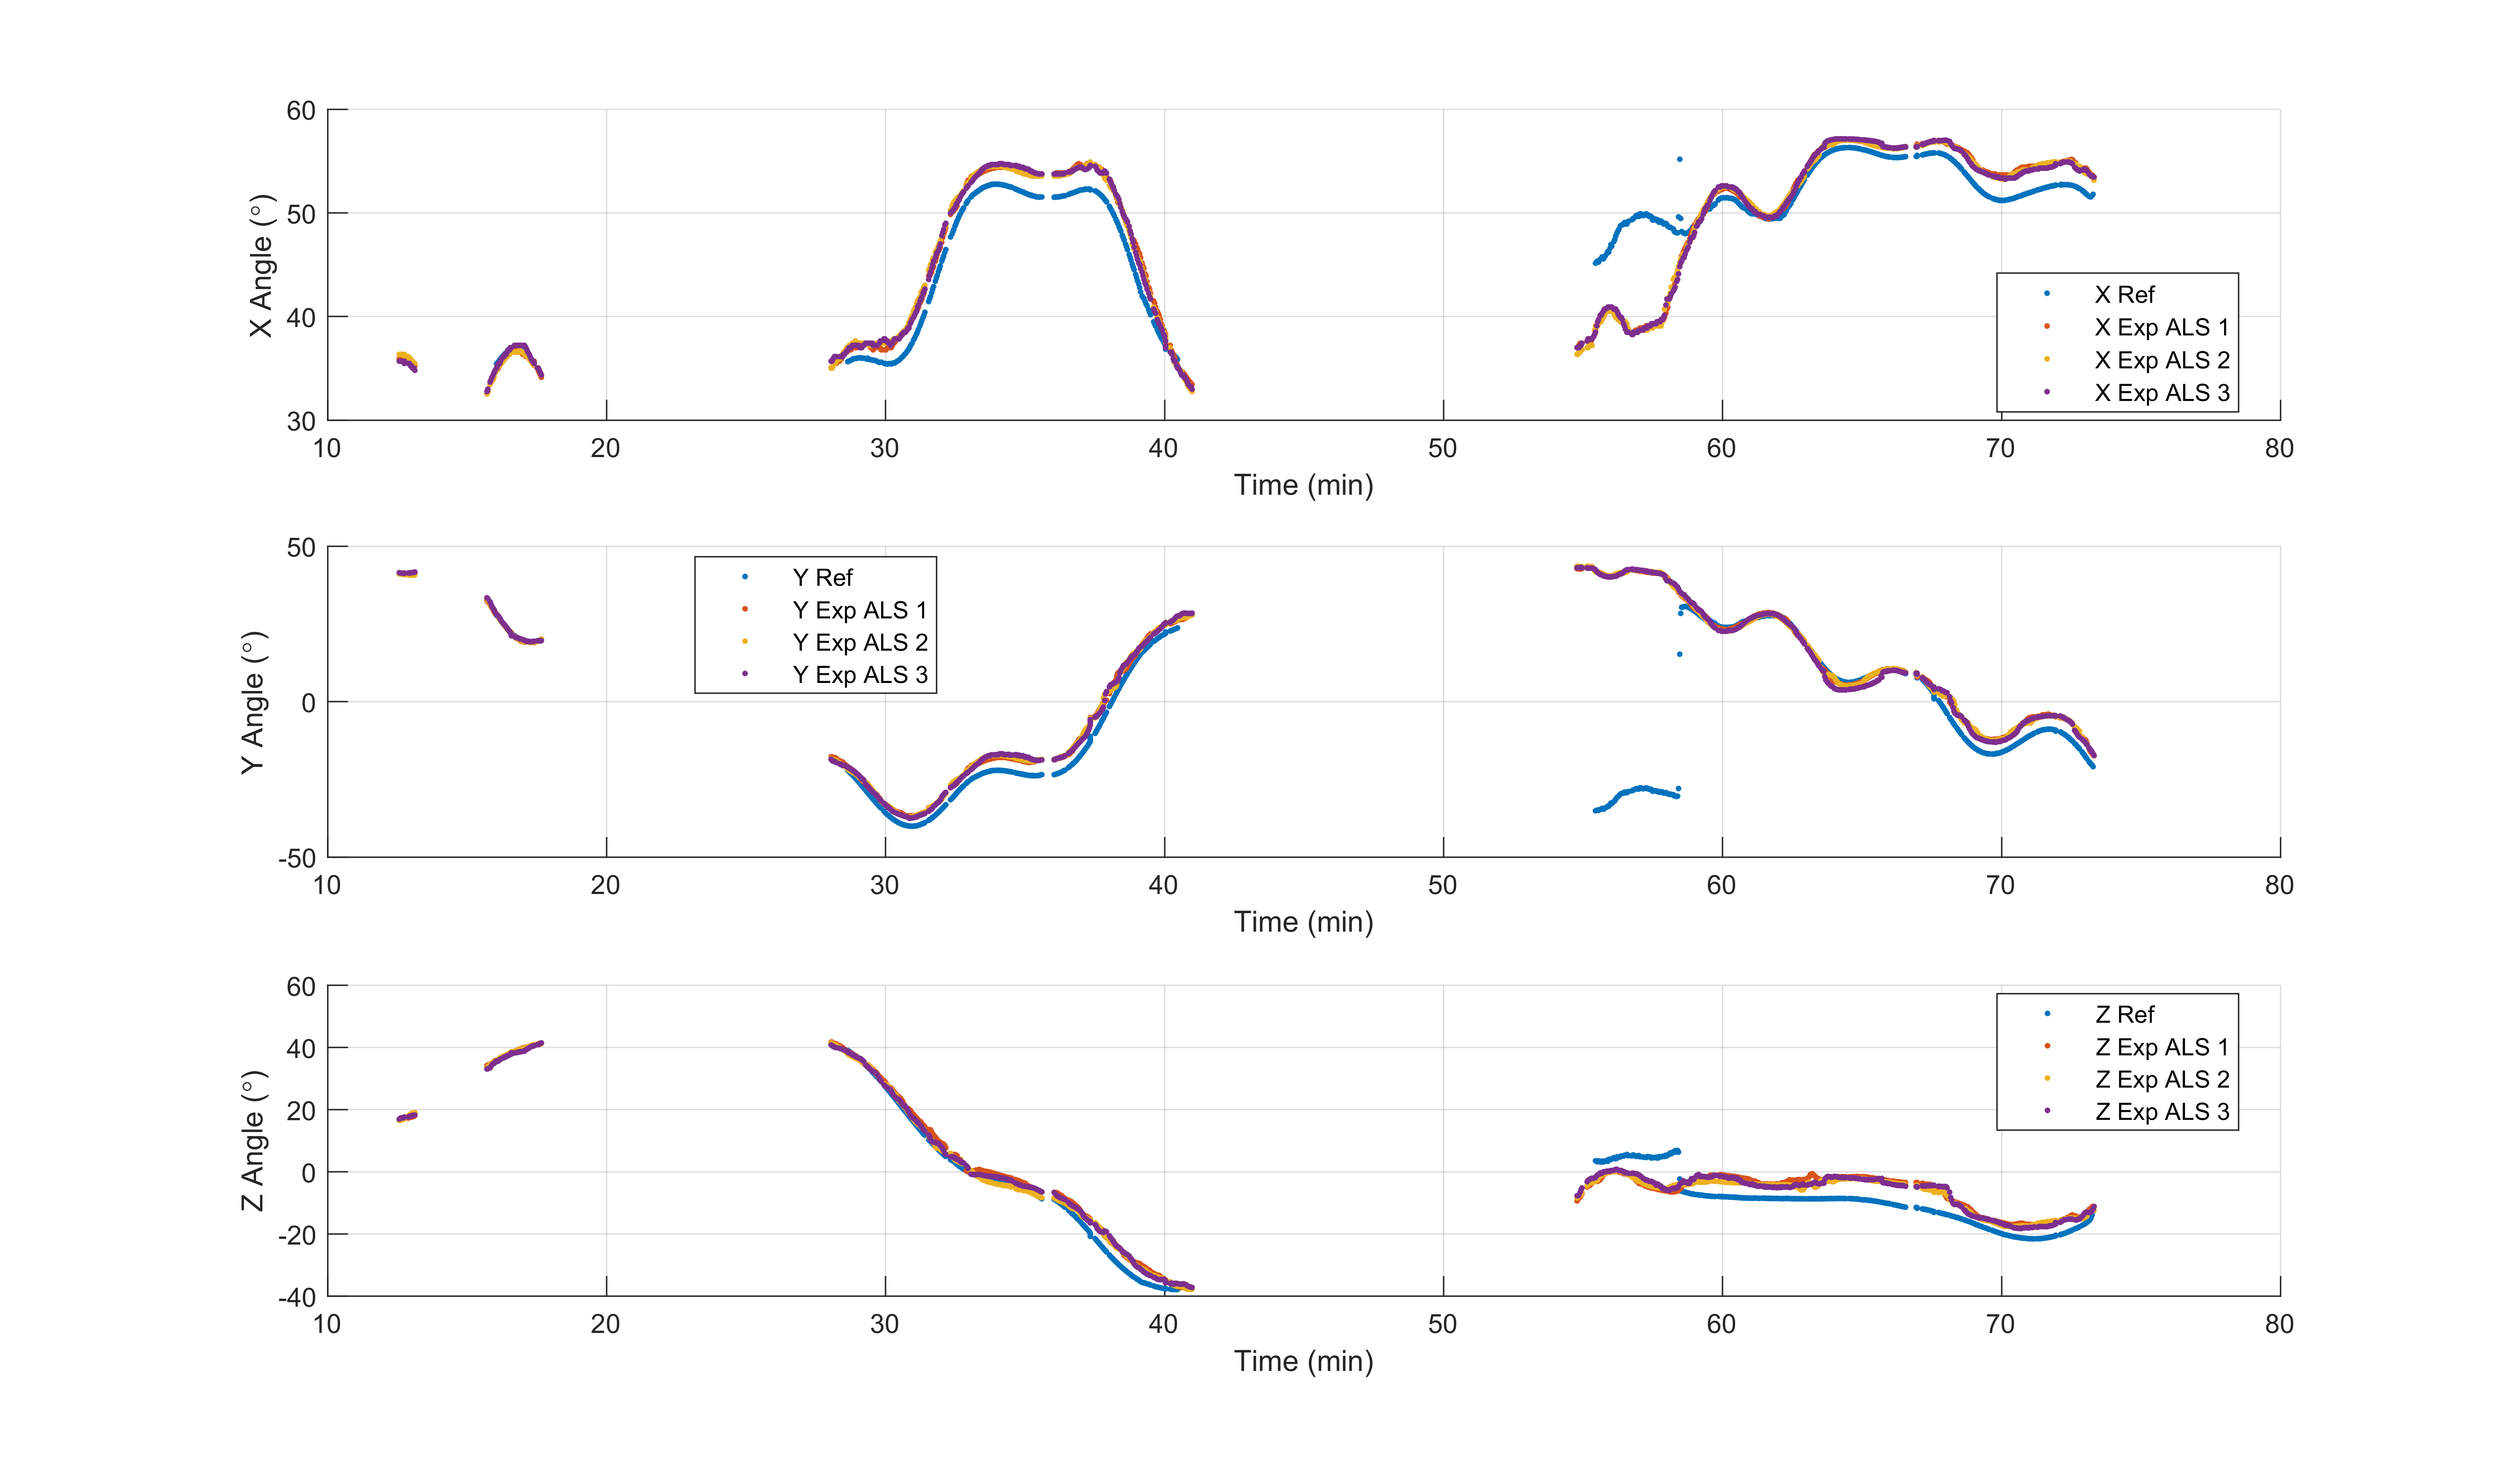 60
50
40
30
X Angle (°)
10 20 30 40 50 60 70 80
Time (min)
X Ref
X Exp ALS 1
X Exp ALS 2
X Exp ALS 3
50
0
-50
Y Angle (°)
Y Ref
Y Exp ALS 1
Y Exp ALS 2
Y Exp ALS 3
10 20 30 40 50 60 70 80
Time (min)
60
40
20
0
-20
-40
Z Angle (°)
Z Ref
Z Exp ALS 1
Z Exp ALS 2
Z Exp ALS 3
10 20 30 40 50 60 70 80
Time (min)